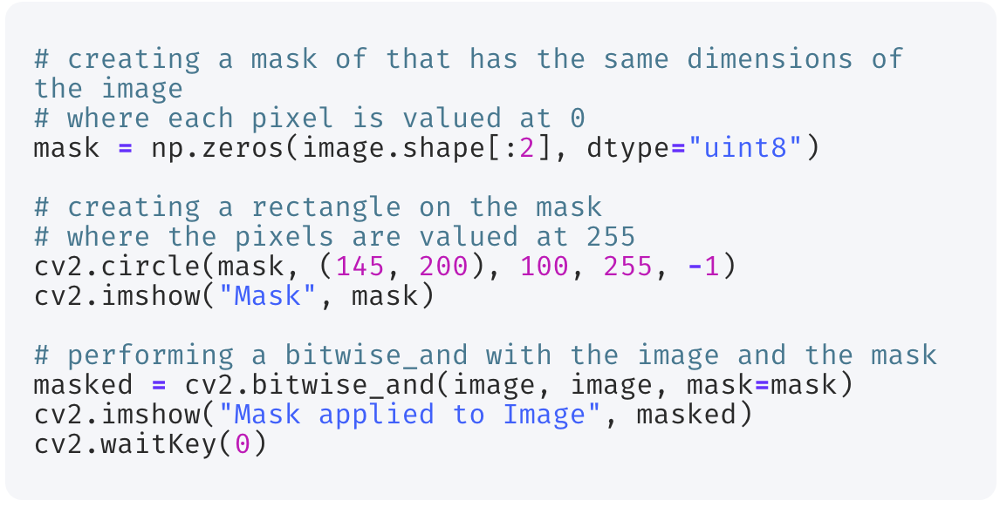 # creating a mask of that has the same dimensions of
the image
# where each pixel is valued at 0
mask = np.zeros(image.shape[:2], dtype="uint8")

# creating a rectangle on the mask
# where the pixels are valued at 255
cv2.circle(mask, (145, 200), 100, 255, -1)
cv2.imshow("Mask", mask)

# performing a bitwise_and with the image and the mask
masked = cv2.bitwise_and(image, image, mask=mask)
cv2.imshow("Mask applied to Image", masked)
cv2.waitKey(0)